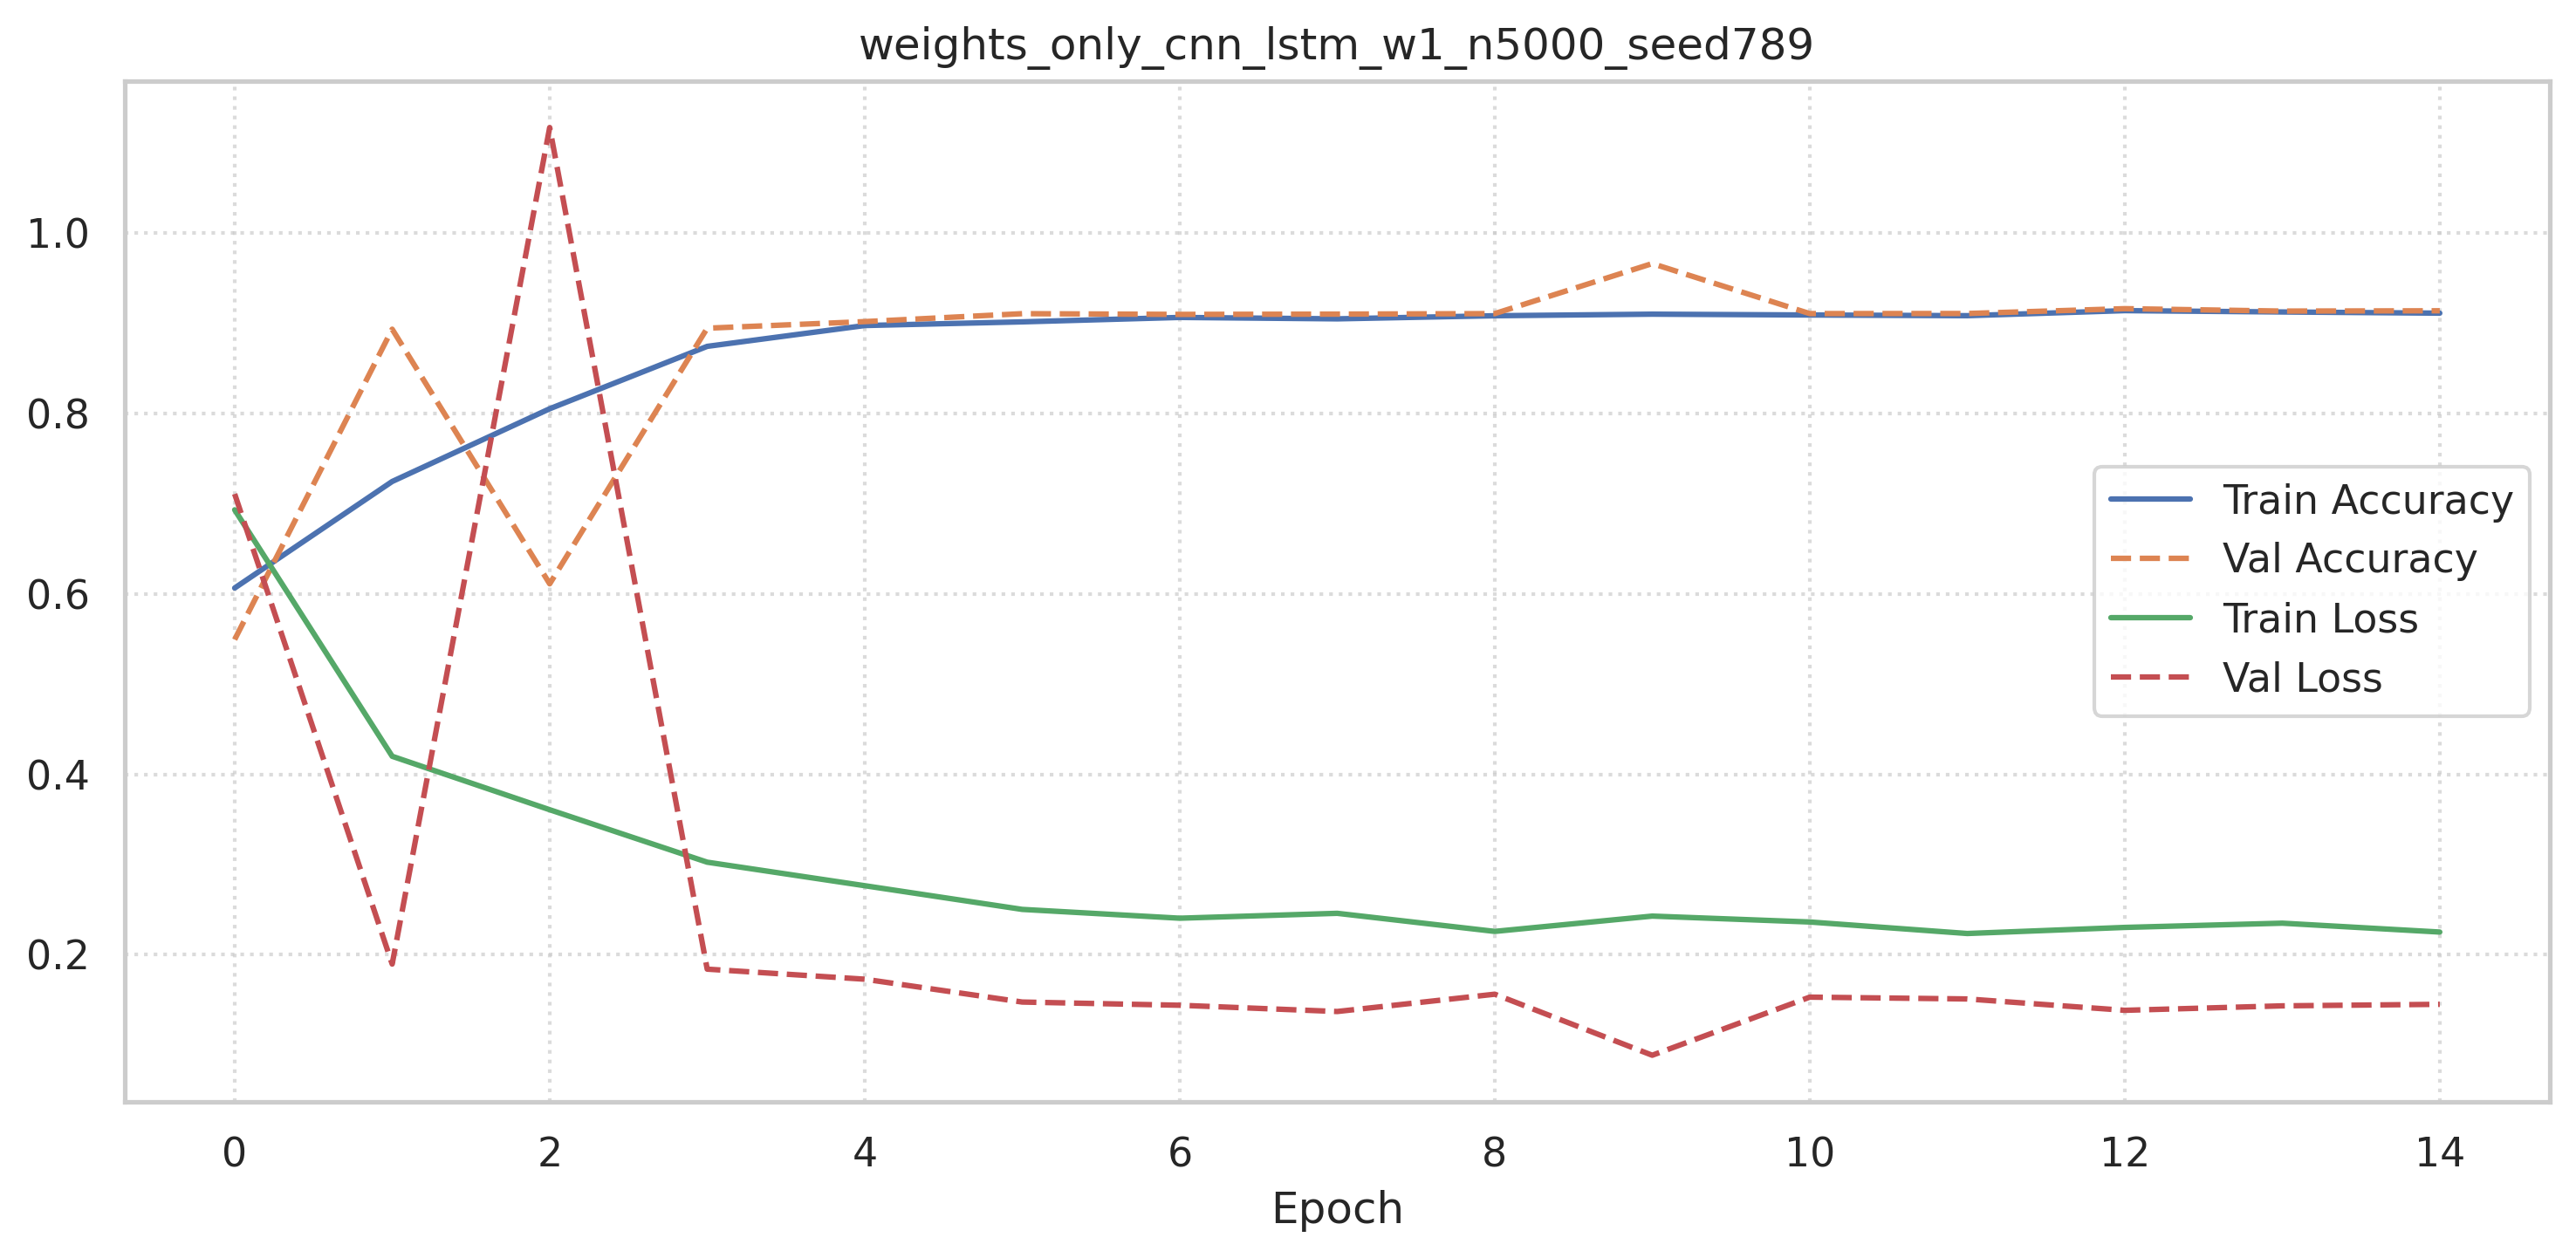 weights_only_cnn_lstm_w1_n5000_seed789
1.0
0.8
0.6
0.4
0.2
Train Accuracy
Val Accuracy
Train Loss
Val Loss
0 2 4 6 8 10 12 14
Epoch